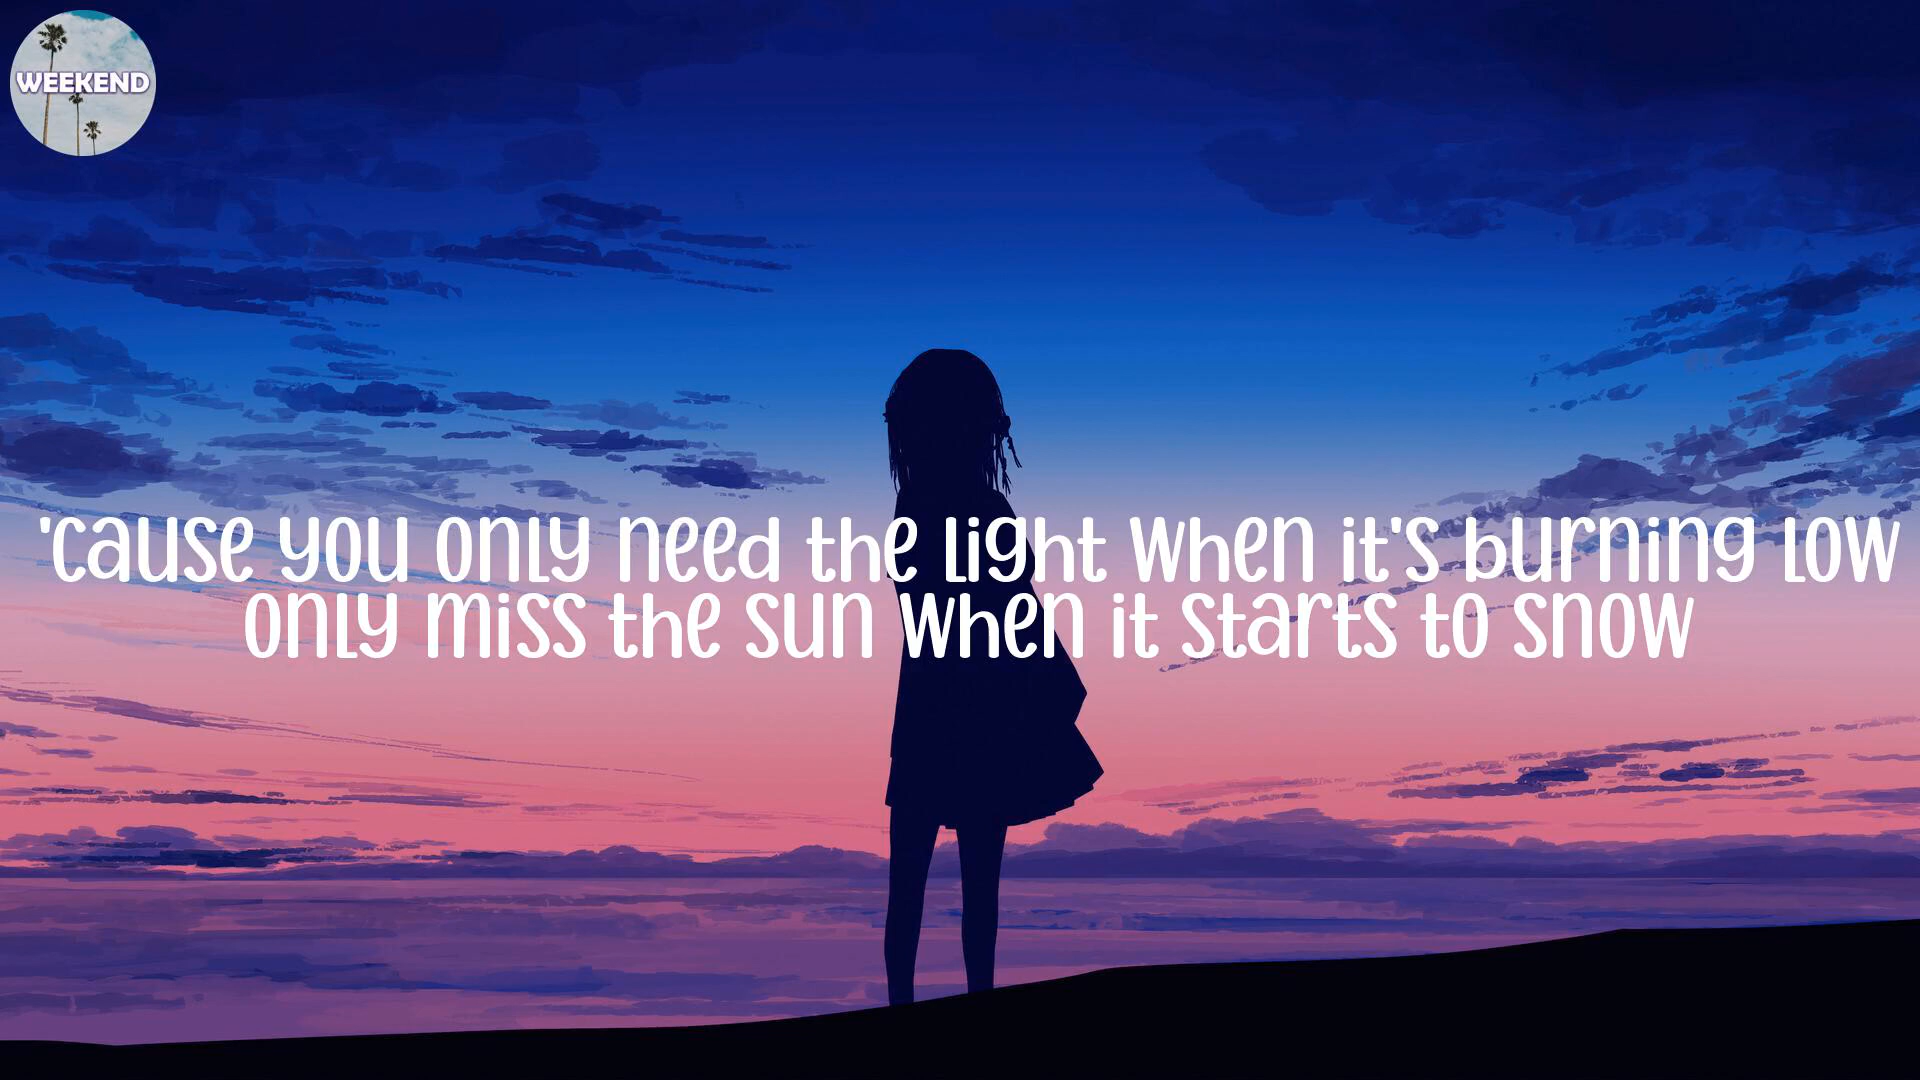 WEEKEND
'cause you only need the light when it's burning low
only miss the sun when it starts to snow